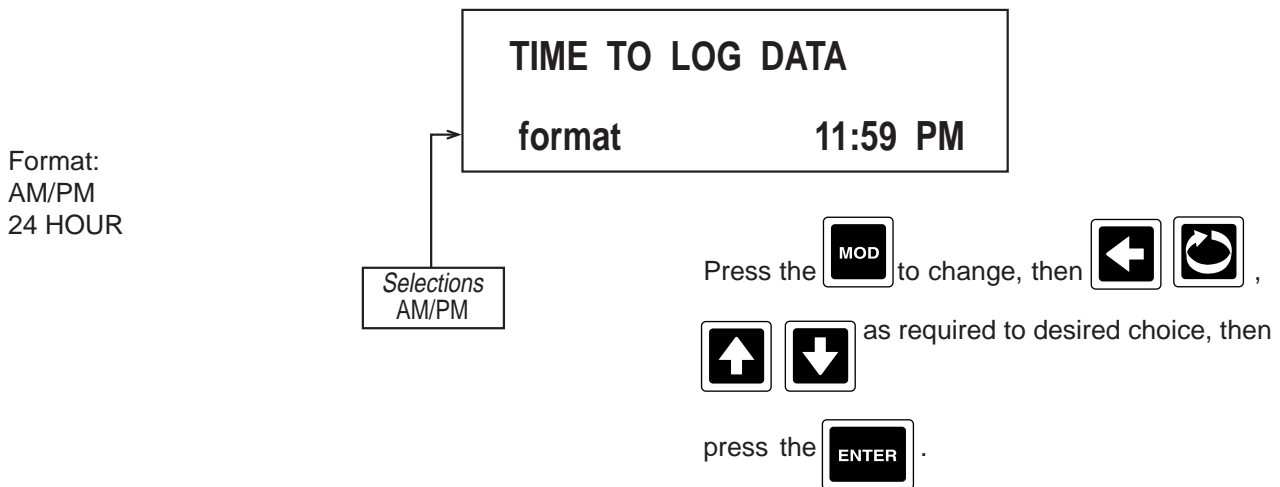 TIME TO LOG DATA
format 11:59 PM
Format:
AM/PM
24 HOUR
Selections
AM/PM
Press the MOD to change, then ,
as required to desired choice, then
press the ENTER .